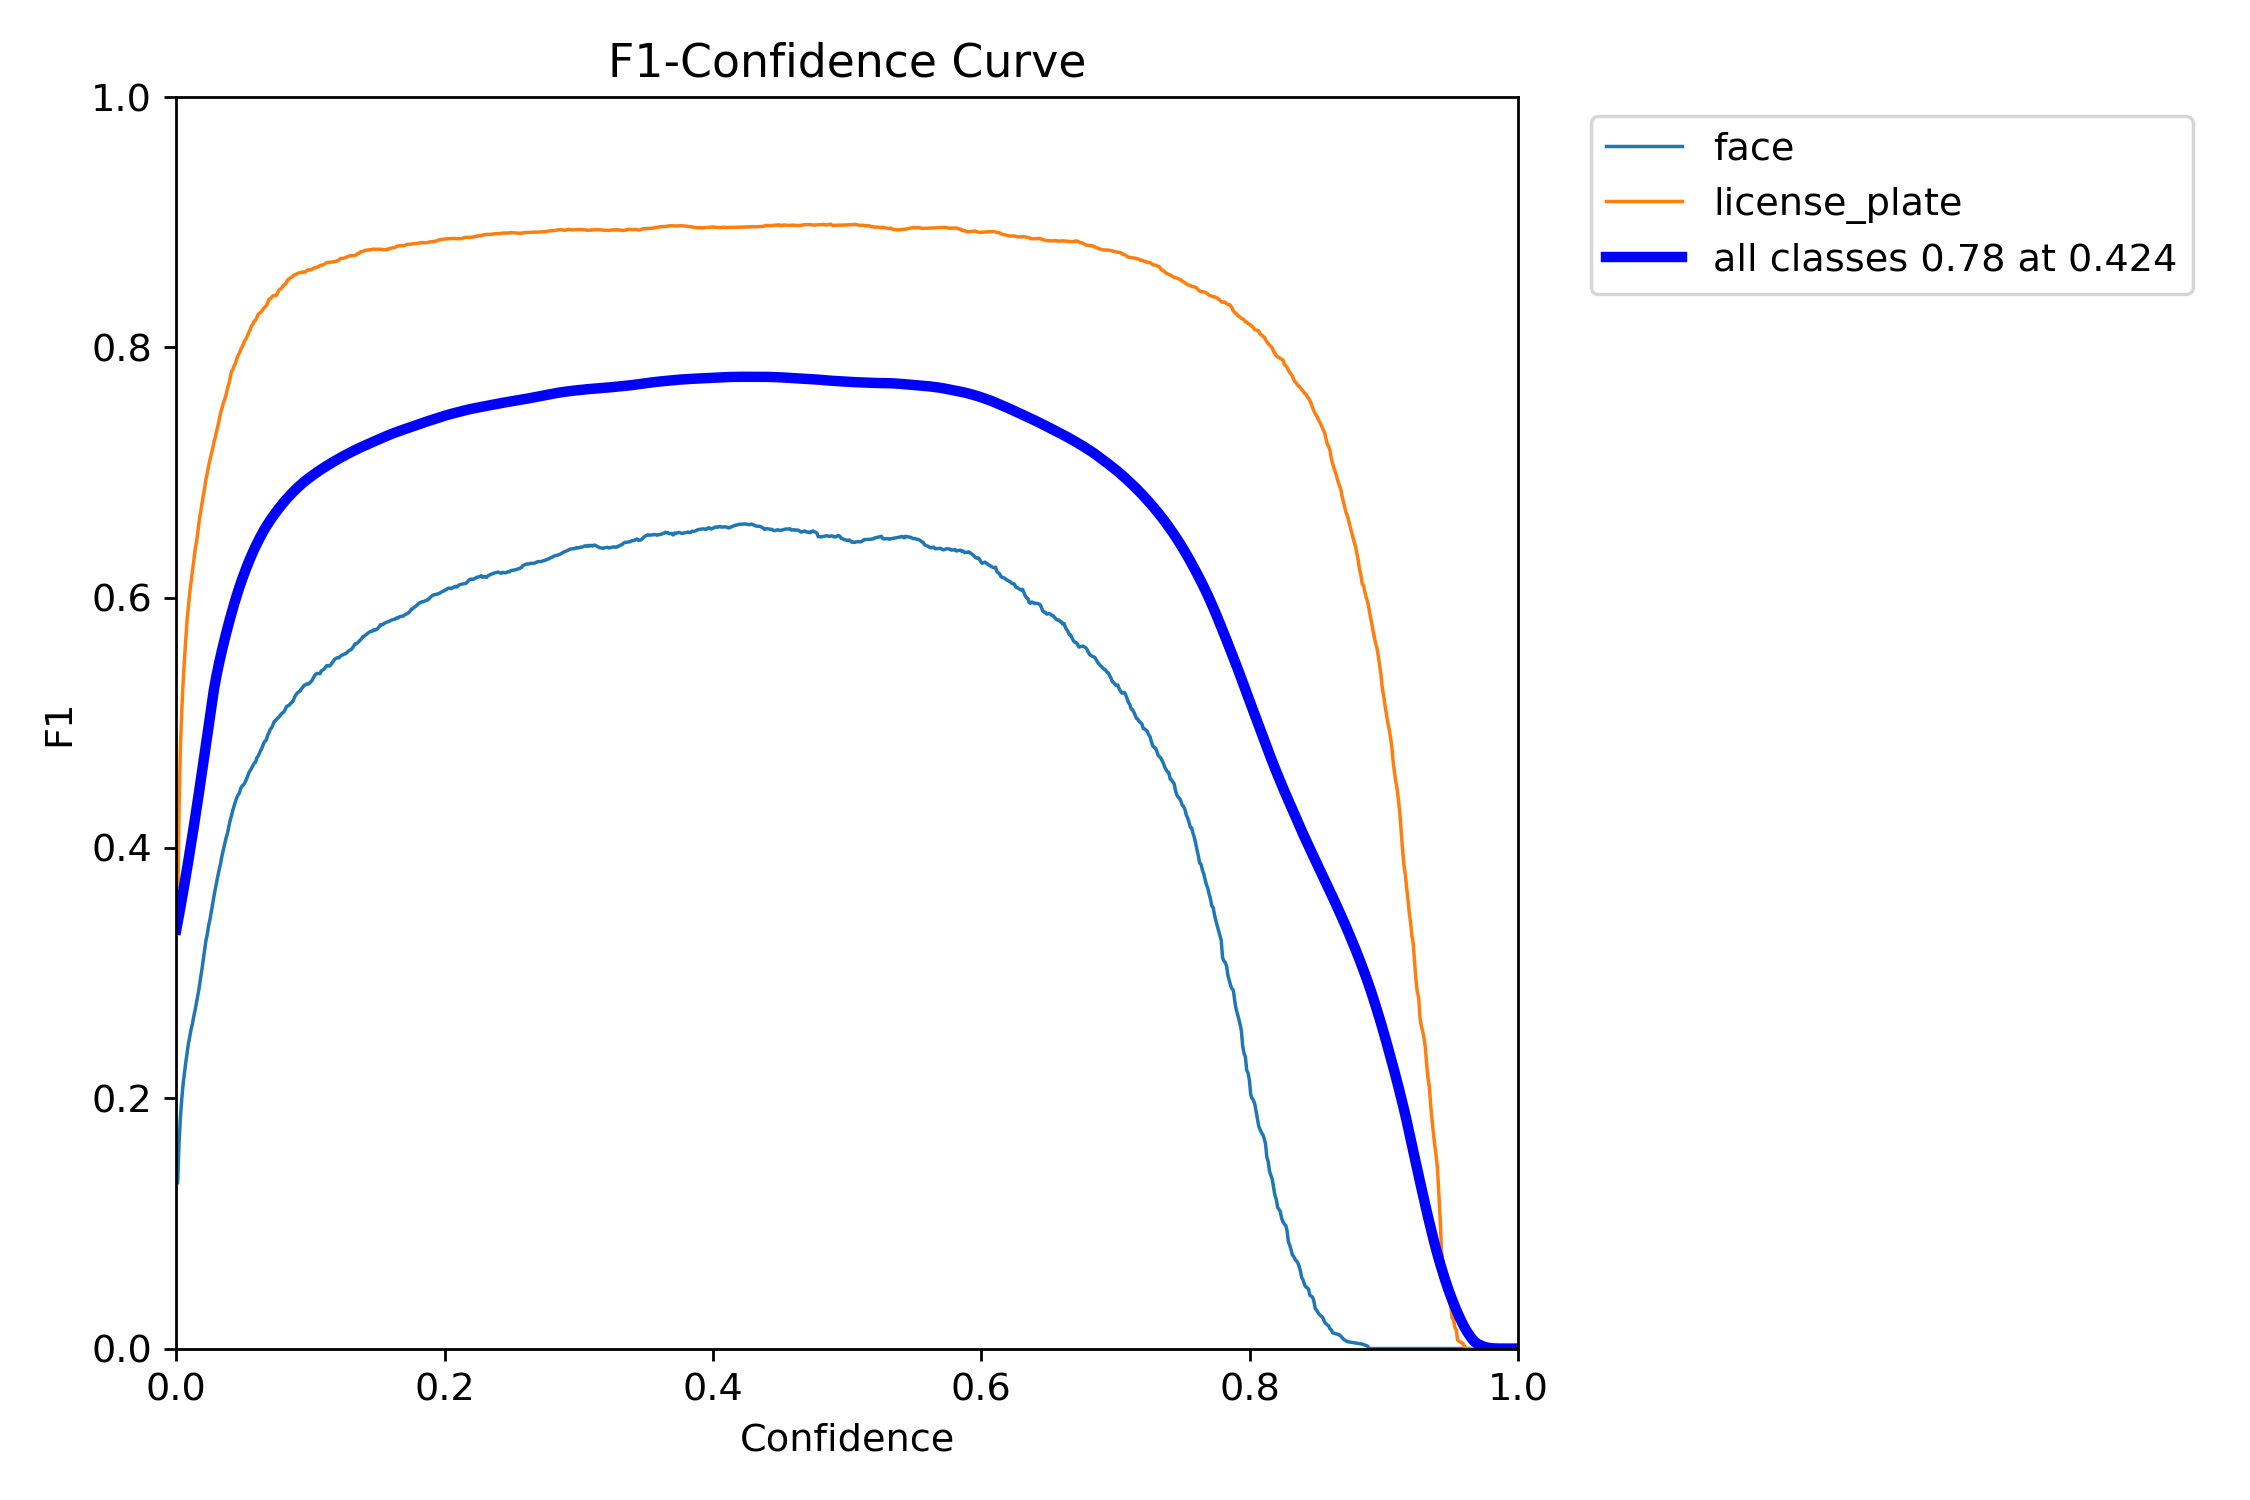 F1-Confidence Curve
1.0
0.8
0.6
0.4
0.2
0.0
F1
0.0 0.2 0.4 0.6 0.8 1.0
Confidence
face
license_plate
all classes 0.78 at 0.424